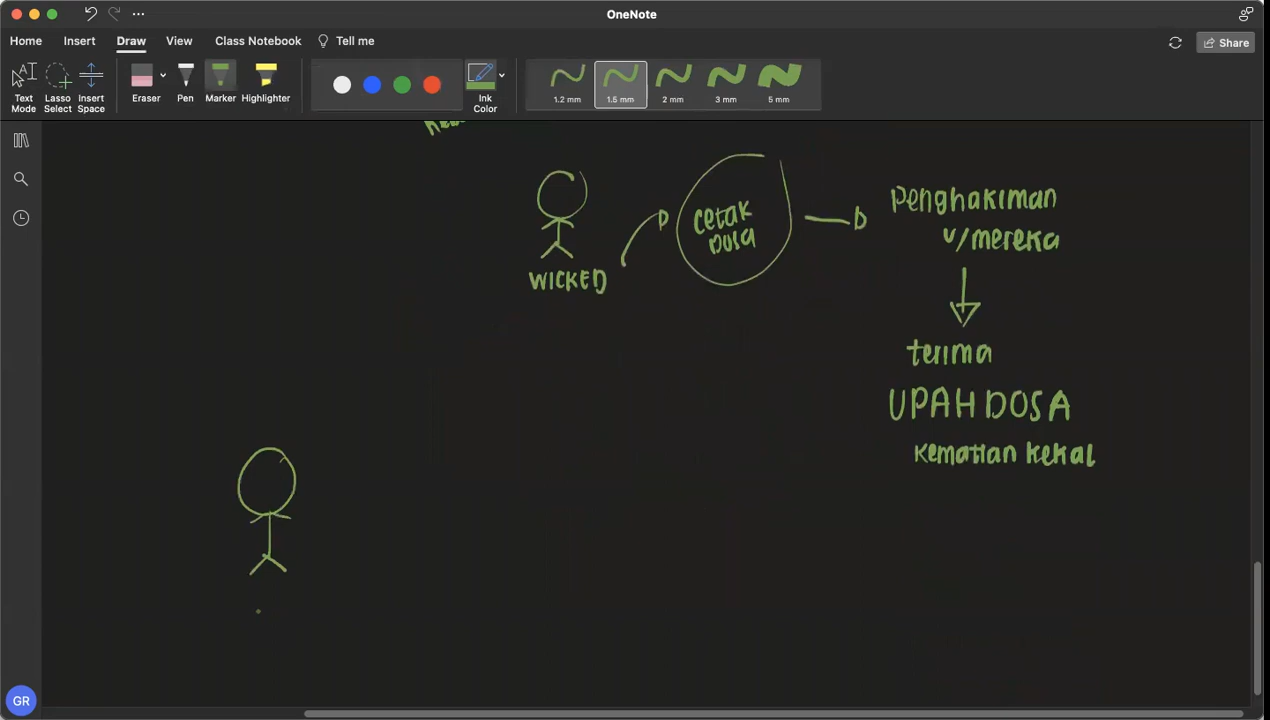 OneNote
Home Insert Draw View Class Notebook Tell me
Share
Text Mode
Lasso Select
Insert Space
Eraser
Pen
Marker
Highlighter
Ink Color
1.2 mm
1.5 mm
2 mm
3 mm
5 mm
WICKED
cetak
Dosa
Penghakiman
u/mereka
terima
UPAH DOSA
Kematian kekal
GR